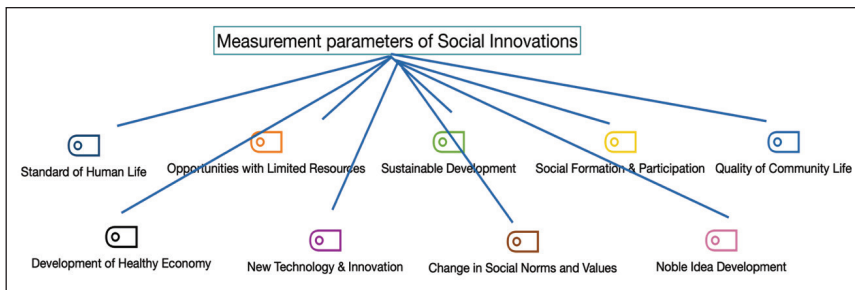 Measurement parameters of Social Innovations
Standard of Human Life
Opportunities with Limited Resources
Sustainable Development
Social Formation & Participation
Quality of Community Life
Development of Healthy Economy
New Technology & Innovation
Change in Social Norms and Values
Noble Idea Development